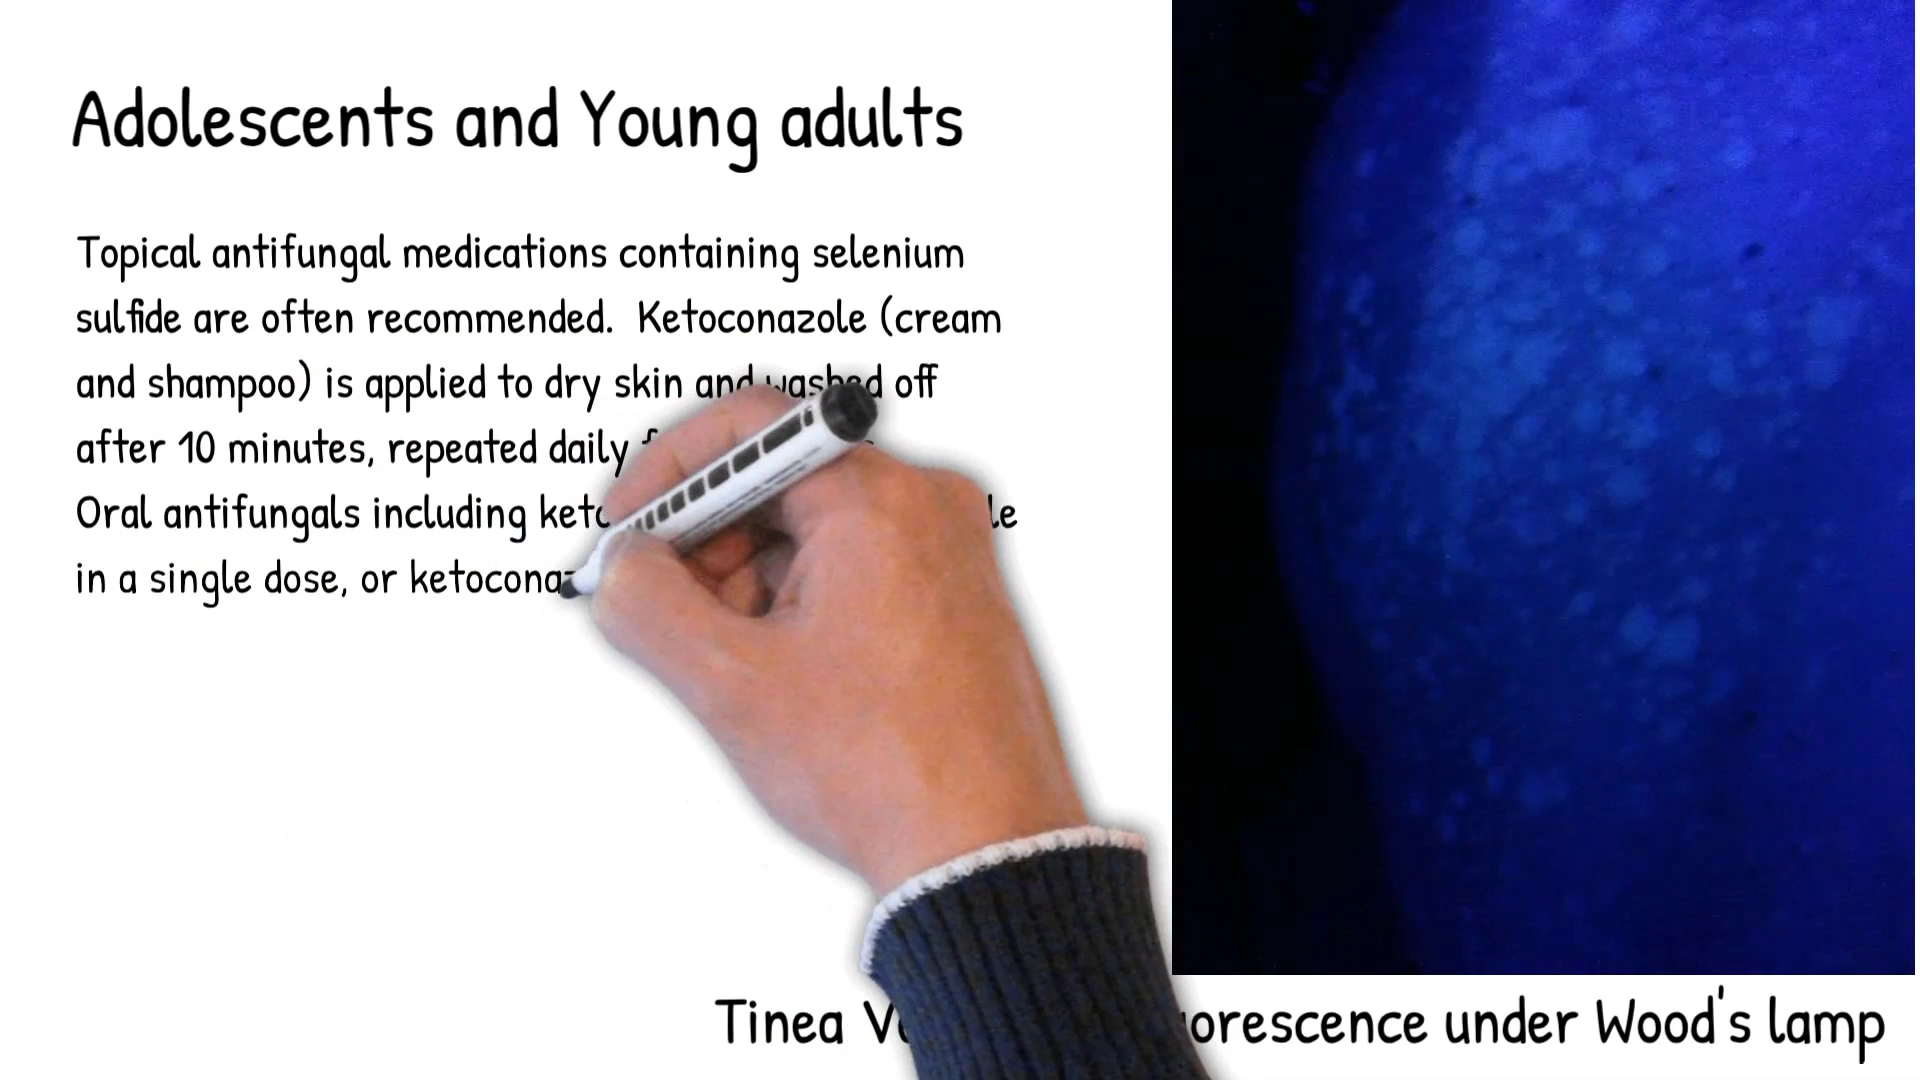 Adolescents and Young adults
Topical antifungal medications containing selenium
sulfide are often recommended. Ketoconazole (cream
and shampoo) is applied to dry skin and washed off
after 10 minutes, repeated daily
Oral antifungals including
in a single dose, or
Tinea under Wood's lamp